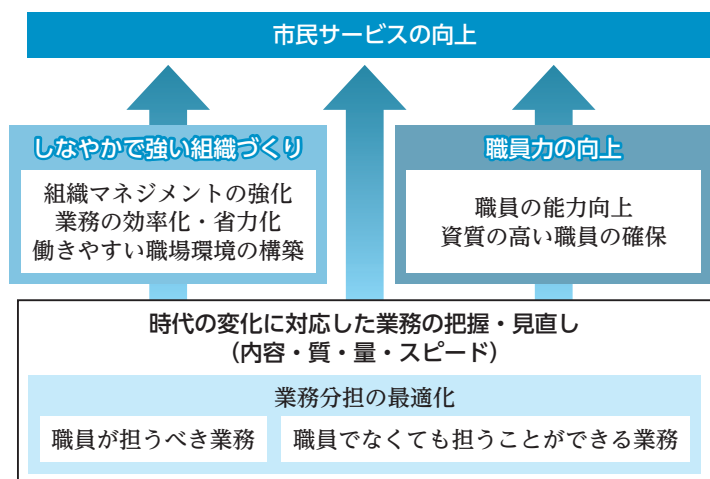 市民サービスの向上
しなやかで強い組織づくり
組織マネジメントの強化
業務の効率化・省力化
働きやすい職場環境の構築
職員力の向上
職員の能力向上
資質の高い職員の確保
時代の変化に対応した業務の把握・見直し
（内容・質・量・スピード）
業務分担の最適化
職員が担うべき業務
職員でなくても担うことができる業務